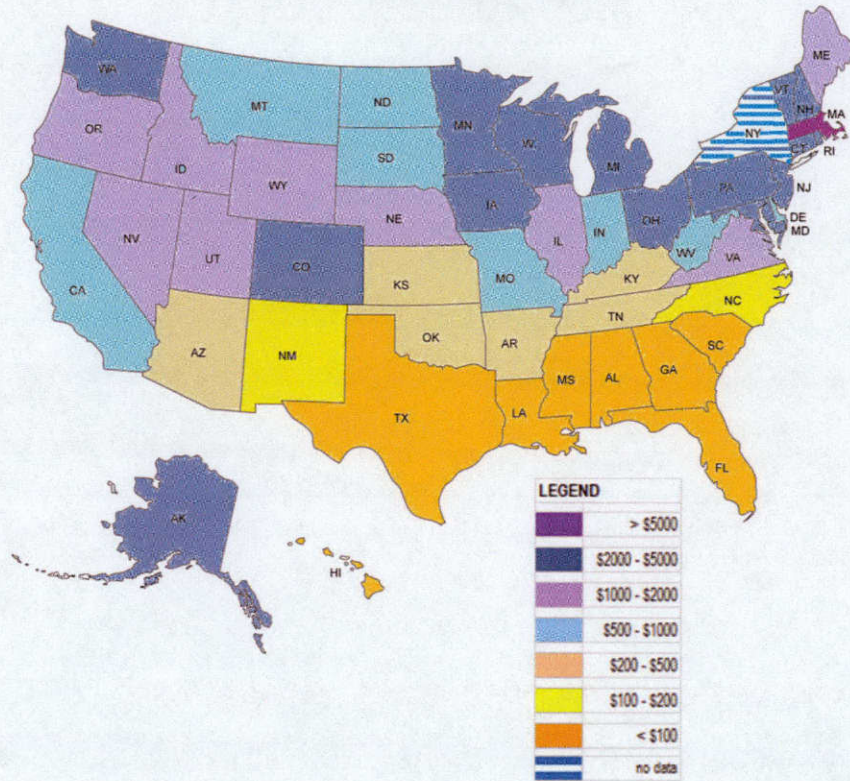 ME
WA
VT
NH
MT
ND
MA
OR
MN
NY
ID
WI
CT
RI
SD
MI
WY
PA
IA
NJ
NE
OH
DE
NV
IL
IN
MD
UT
WV
CO
VA
CA
MO
KS
KY
NC
TN
AZ
OK
NM
AR
SC
MS
AL
GA
TX
LA
FL
AK
HI
LEGEND
> $5000
$2000 - $5000
$1000 - $2000
$500 - $1000
$200 - $500
$100 - $200
< $100
no data